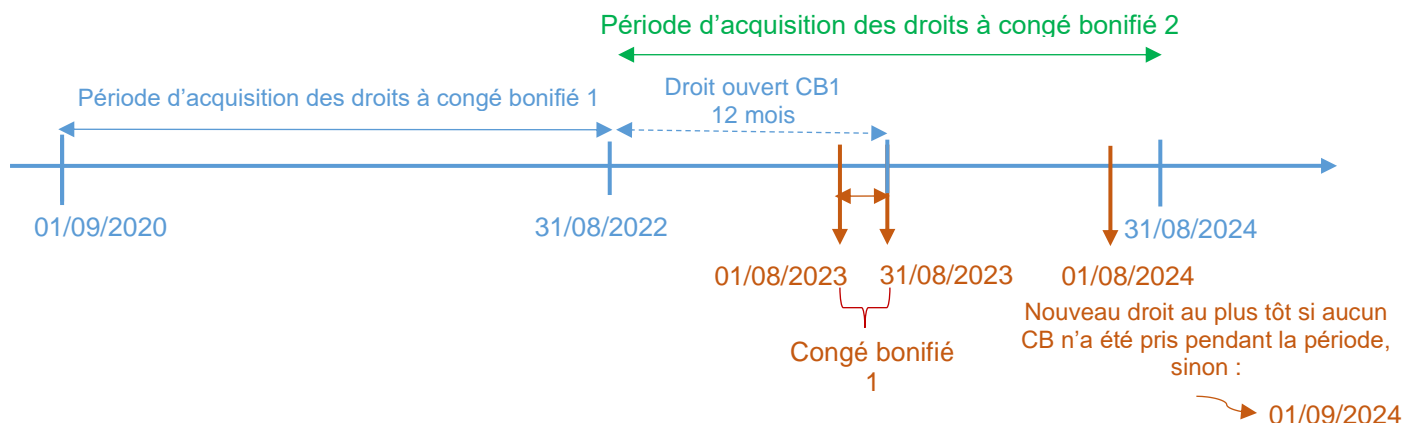 Période d'acquisition des droits à congé bonifié 2
Période d'acquisition des droits à congé bonifié 1
Droit ouvert CB1
12 mois
01/09/2020
31/08/2022
31/08/2024
01/08/2023
31/08/2023
01/08/2024
Nouveau droit au plus tôt si aucun
CB n'a été pris pendant la période,
sinon :
Congé bonifié
1
01/09/2024